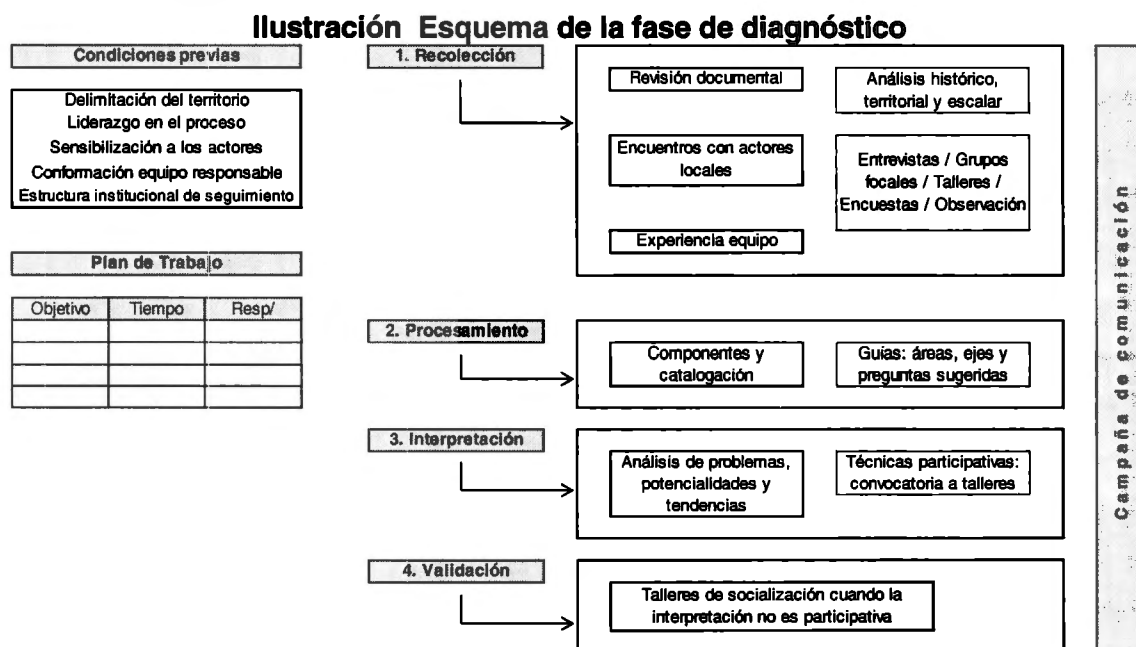 Ilustración Esquema de la fase de diagnóstico
Condiciones previas
Delimitación del territorio
Liderazgo en el proceso
Sensibilización a los actores
Conformación equipo responsable
Estructura institucional de seguimiento
Plan de Trabajo
Objetivo Tiempo Resp/
1. Recolección
Revisión documental
Encuentros con actores
locales
Experiencia equipo
Análisis histórico,
territorial y escalar
Entrevistas / Grupos
focales / Talleres /
Encuestas / Observación
2. Procesamiento
Componentes y
catalogación
Guías: áreas, ejes y
preguntas sugeridas
3. Interpretación
Análisis de problemas,
potencialidades y
tendencias
Técnicas participativas:
convocatoria a talleres
4. Validación
Talleres de socialización cuando la
interpretación no es participativa
Campaña de comunicación